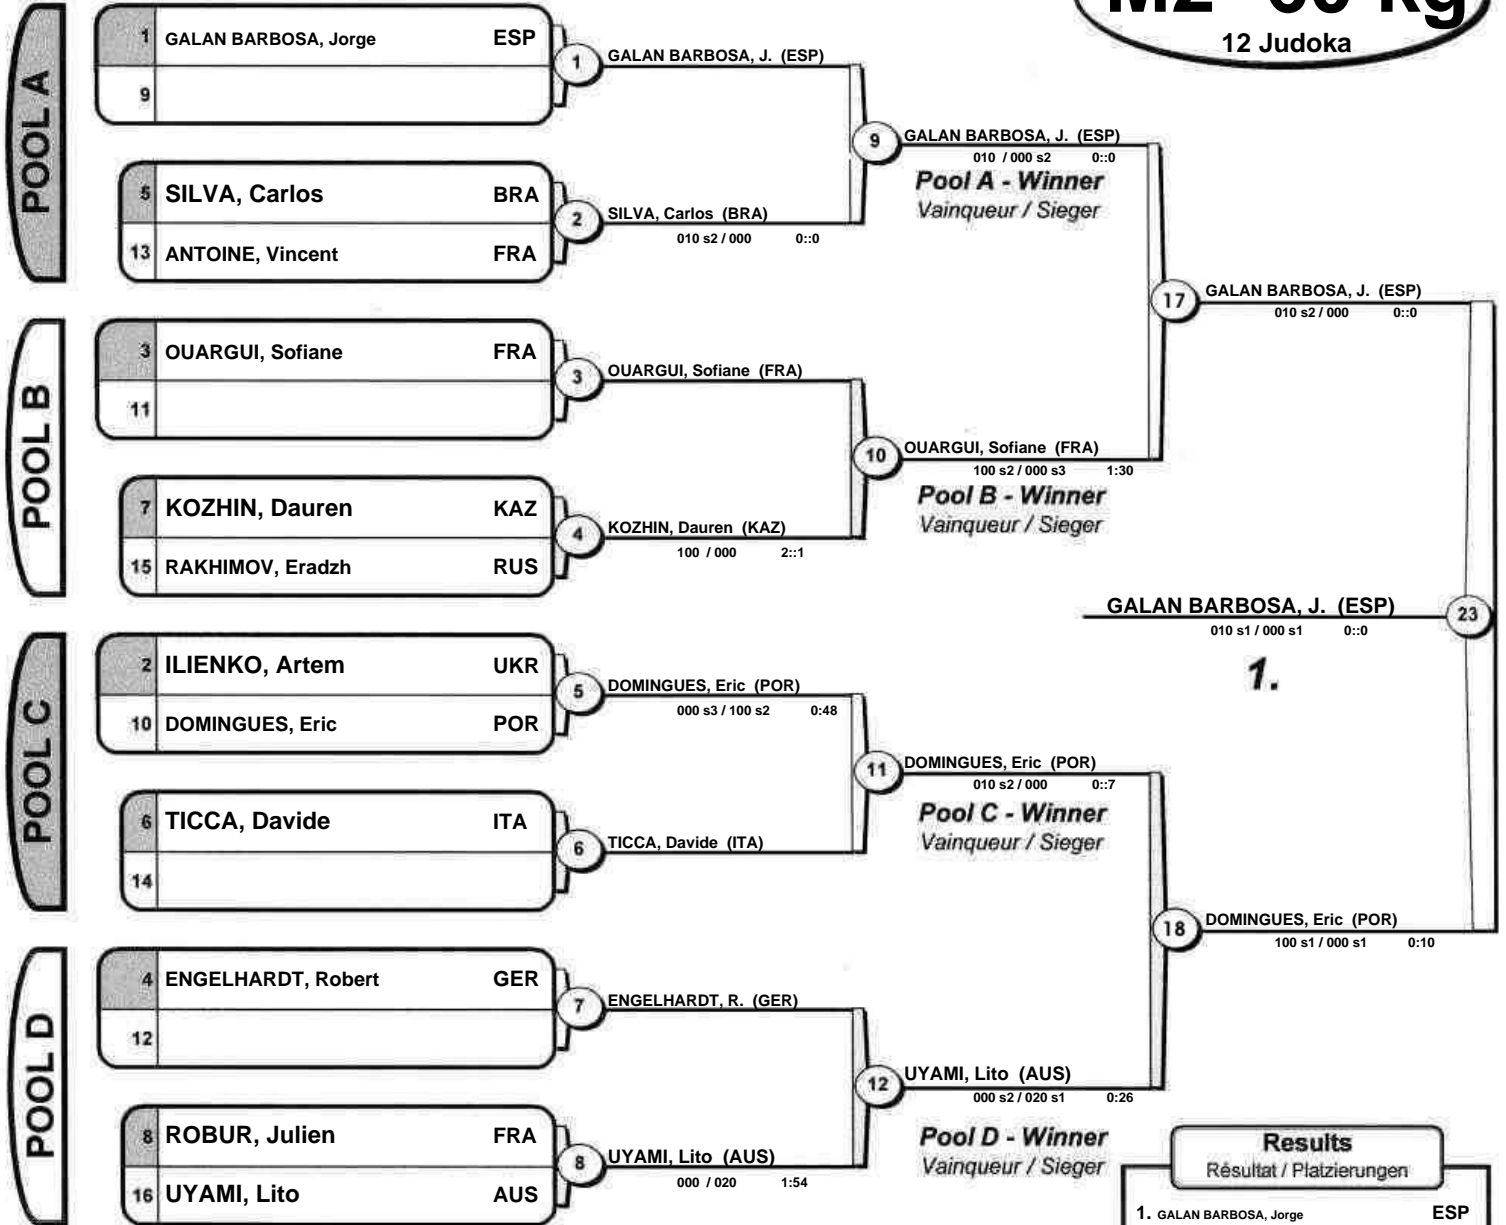 M2 -60 kg
12 Judoka
POOL A
1 GALAN BARBOSA, Jorge ESP
9
1
GALAN BARBOSA, J. (ESP)
5 SILVA, Carlos BRA
13 ANTOINE, Vincent FRA
2
SILVA, Carlos (BRA)
010 s2 / 000 0::0
9
GALAN BARBOSA, J. (ESP)
010 / 000 s2 0::0
Pool A - Winner
Vainqueur / Sieger
POOL B
3 OUARGUI, Sofiane FRA
11
3
OUARGUI, Sofiane (FRA)
7 KOZHIN, Dauren KAZ
15 RAKHIMOV, Eradzh RUS
4
KOZHIN, Dauren (KAZ)
100 / 000 2::1
10
OUARGUI, Sofiane (FRA)
100 s2 / 000 s3 1:30
Pool B - Winner
Vainqueur / Sieger
17
GALAN BARBOSA, J. (ESP)
010 s2 / 000 0::0
POOL C
2 ILIENKO, Artem UKR
10 DOMINGUES, Eric POR
5
DOMINGUES, Eric (POR)
000 s3 / 100 s2 0:48
6 TICCA, Davide ITA
14
6
TICCA, Davide (ITA)
11
DOMINGUES, Eric (POR)
010 s2 / 000 0::7
Pool C - Winner
Vainqueur / Sieger
POOL D
4 ENGELHARDT, Robert GER
12
7
ENGELHARDT, R. (GER)
8 ROBUR, Julien FRA
16 UYAMI, Lito AUS
8
UYAMI, Lito (AUS)
000 / 020 1:54
12
UYAMI, Lito (AUS)
000 s2 / 020 s1 0:26
Pool D - Winner
Vainqueur / Sieger
18
DOMINGUES, Eric (POR)
100 s1 / 000 s1 0:10
23
GALAN BARBOSA, J. (ESP)
010 s1 / 000 s1 0::0
1.
Results
Résultat / Platzierungen
1. GALAN BARBOSA, Jorge ESP